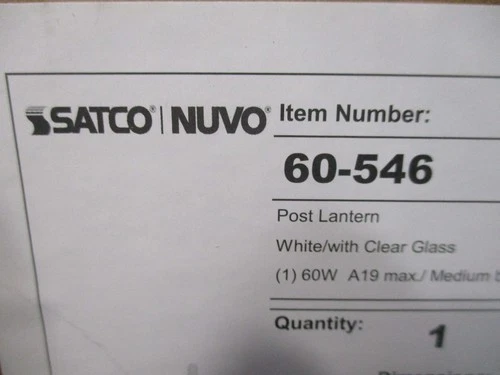 SATCO® | NUVO® Item Number:
60-546
Post Lantern
White/with Clear Glass
(1) 60W A19 max./ Medium
Quantity: 1